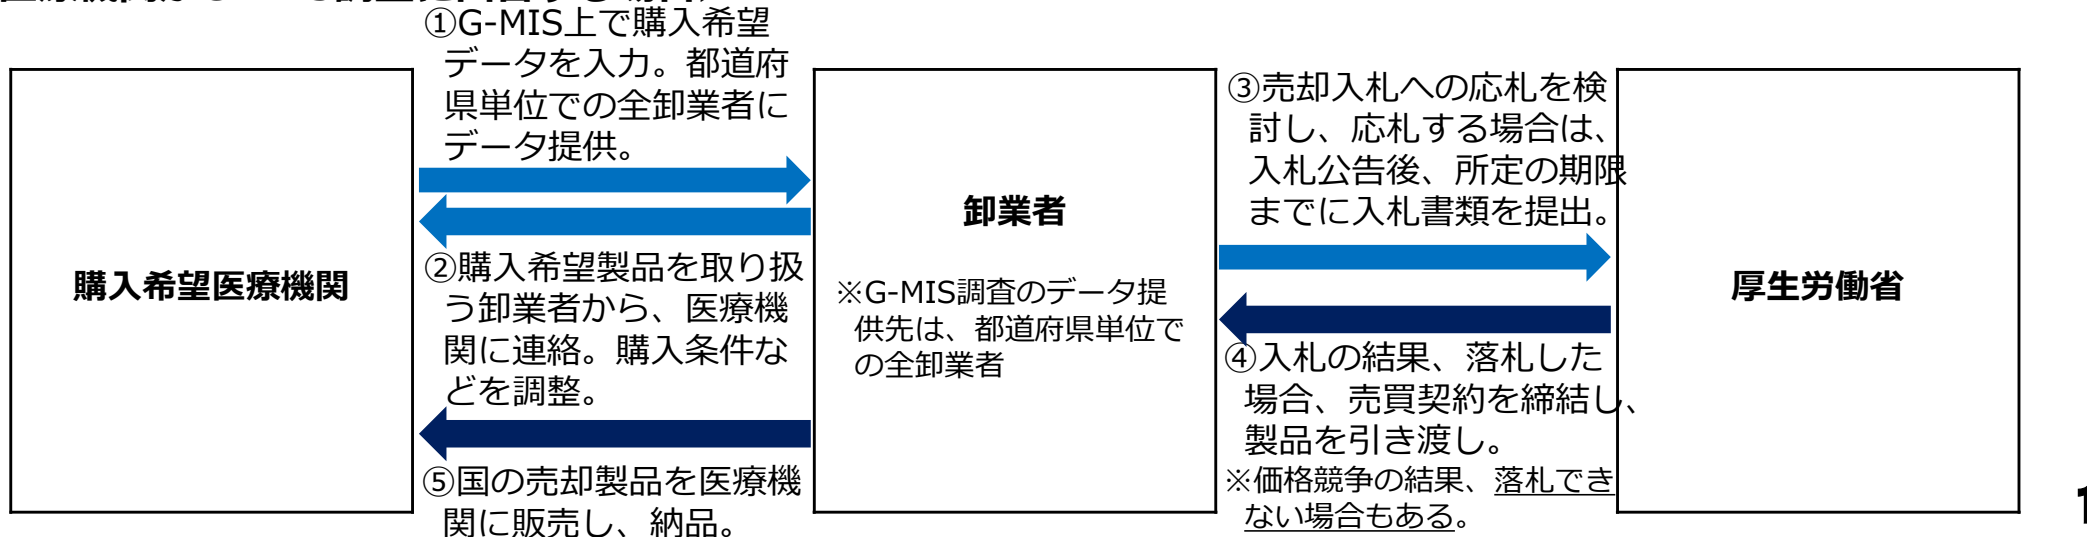 ①G-MIS上で購入希望
データを入力。都道府
県単位での全卸業者に
データ提供。
購入希望医療機関
②購入希望製品を取り扱
う卸業者から、医療機
関に連絡。購入条件な
どを調整。
⑤国の売却製品を医療機
関に販売し、納品。
卸業者
※G-MIS調査のデータ提
供先は、都道府県単位で
の全卸業者
③売却入札への応札を検
討し、応札する場合は、
入札公告後、所定の期限
までに入札書類を提出。
④入札の結果、落札した
場合、売買契約を締結し、
製品を引き渡し。
※価格競争の結果、落札でき
ない場合もある。
厚生労働省